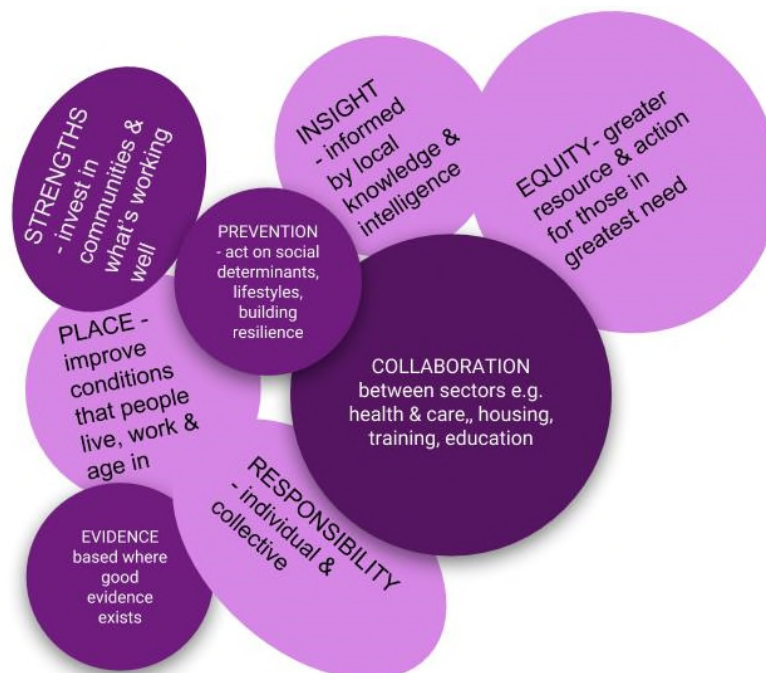 STRENGTHS
- invest in
communities &
what's working
well
INSIGHT
- informed
by local
knowledge &
intelligence
EQUITY- greater
resource & action
for those in
greatest need
PREVENTION
- act on social
determinants,
lifestyles,
building
resilience
PLACE -
improve
conditions
that people
live, work &
age in
COLLABORATION
between sectors e.g.
health & care,, housing,
training, education
RESPONSIBILITY
- individual &
collective
EVIDENCE
based where
good
evidence
exists